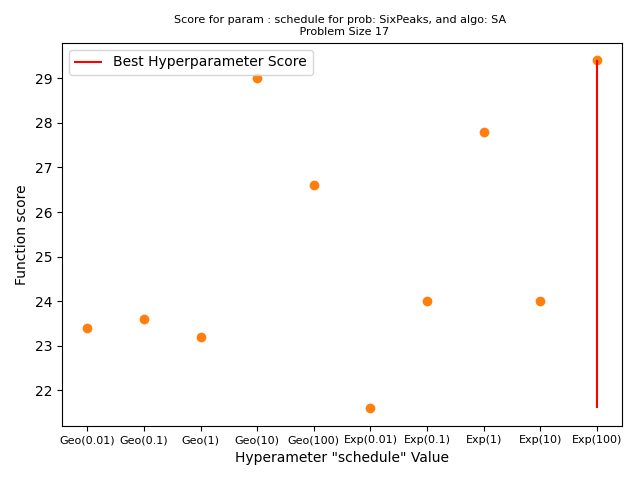 Score for param : schedule for prob: SixPeaks, and algo: SA
Problem Size 17
Best Hyperparameter Score
Function score
29
28
27
26
25
24
23
22
Geo(0.01) Geo(0.1) Geo(1) Geo(10) Geo(100) Exp(0.01) Exp(0.1) Exp(1) Exp(10) Exp(100)
Hyperameter "schedule" Value